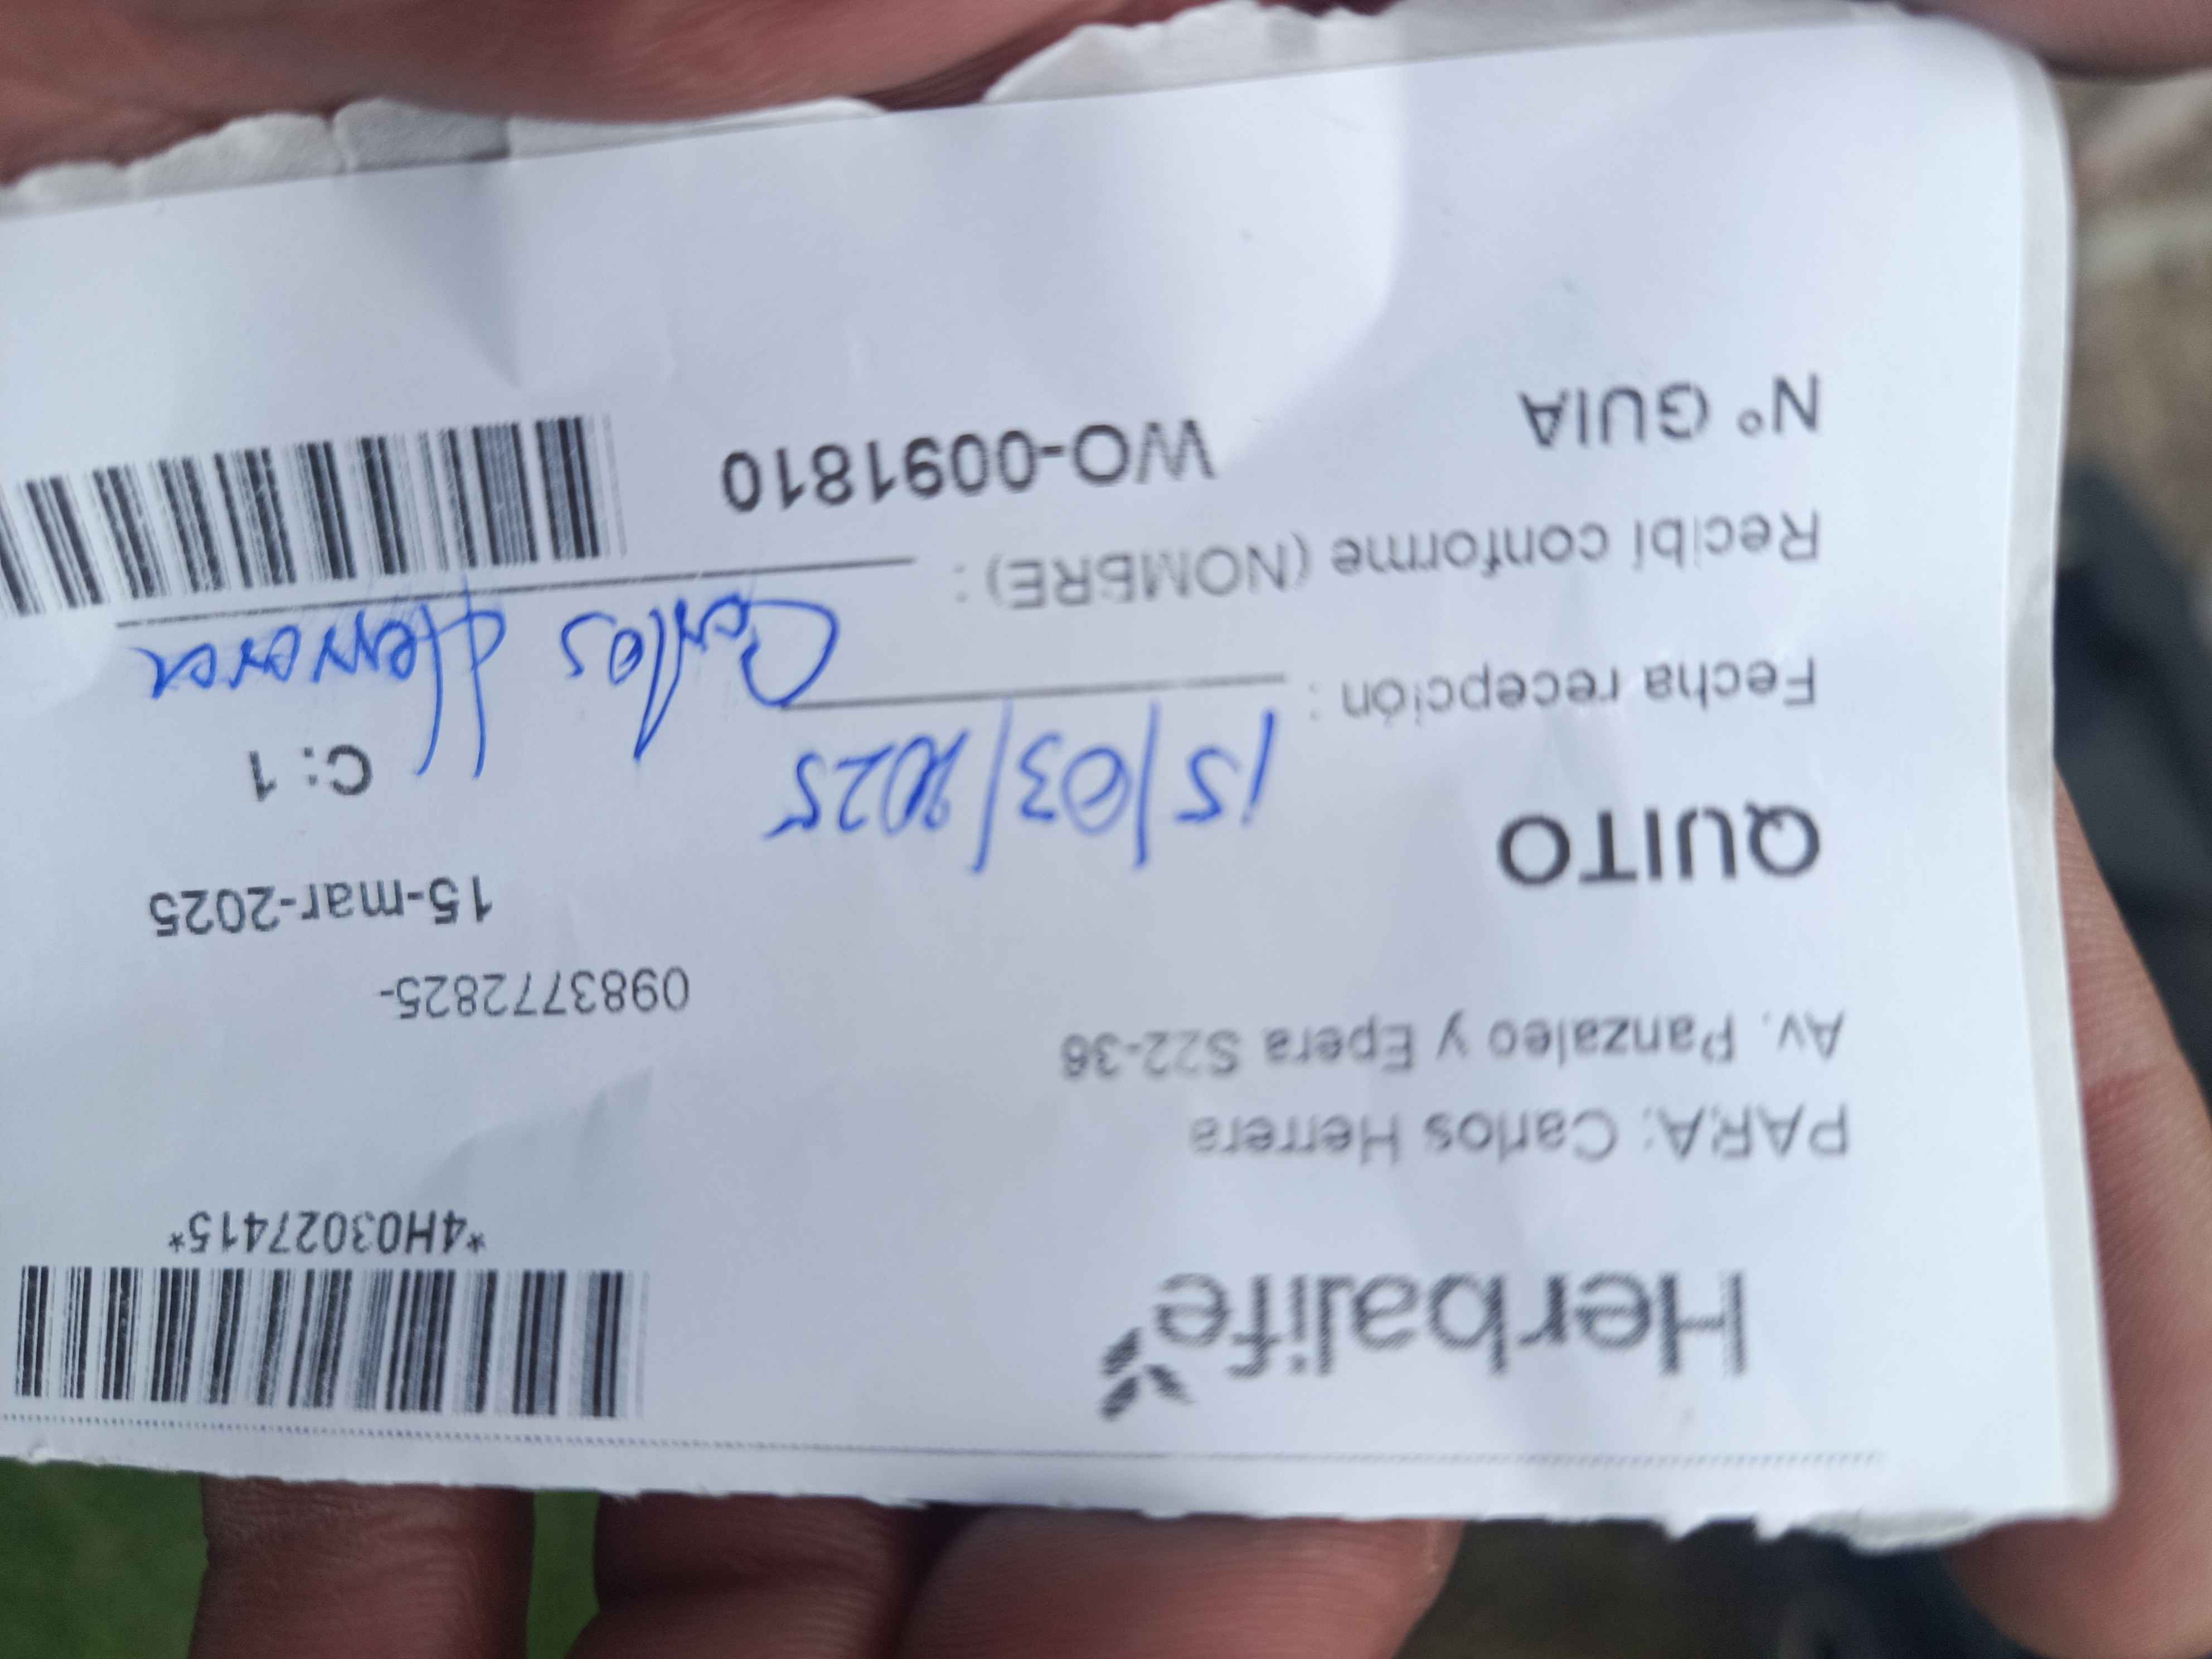 Herbalife
*4H03027415*
PARA: Carlos Herrera
Av. Panzaleo y Epera S22-36
0983772825-
QUITO
15-mar-2025
C: 1
Fecha recepción : 15/03/2025
Recibí conforme (NOMBRE) : Carlos Herrera
N° GUIA WO-0091810